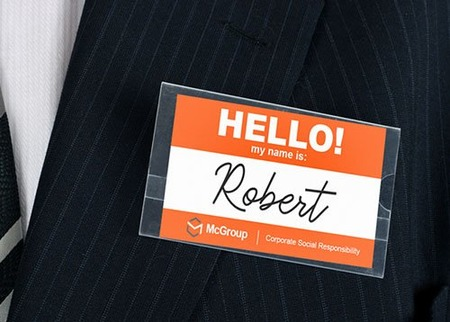 HELLO!
my name is:
Robert
McGroup | Corporate Social Responsibility